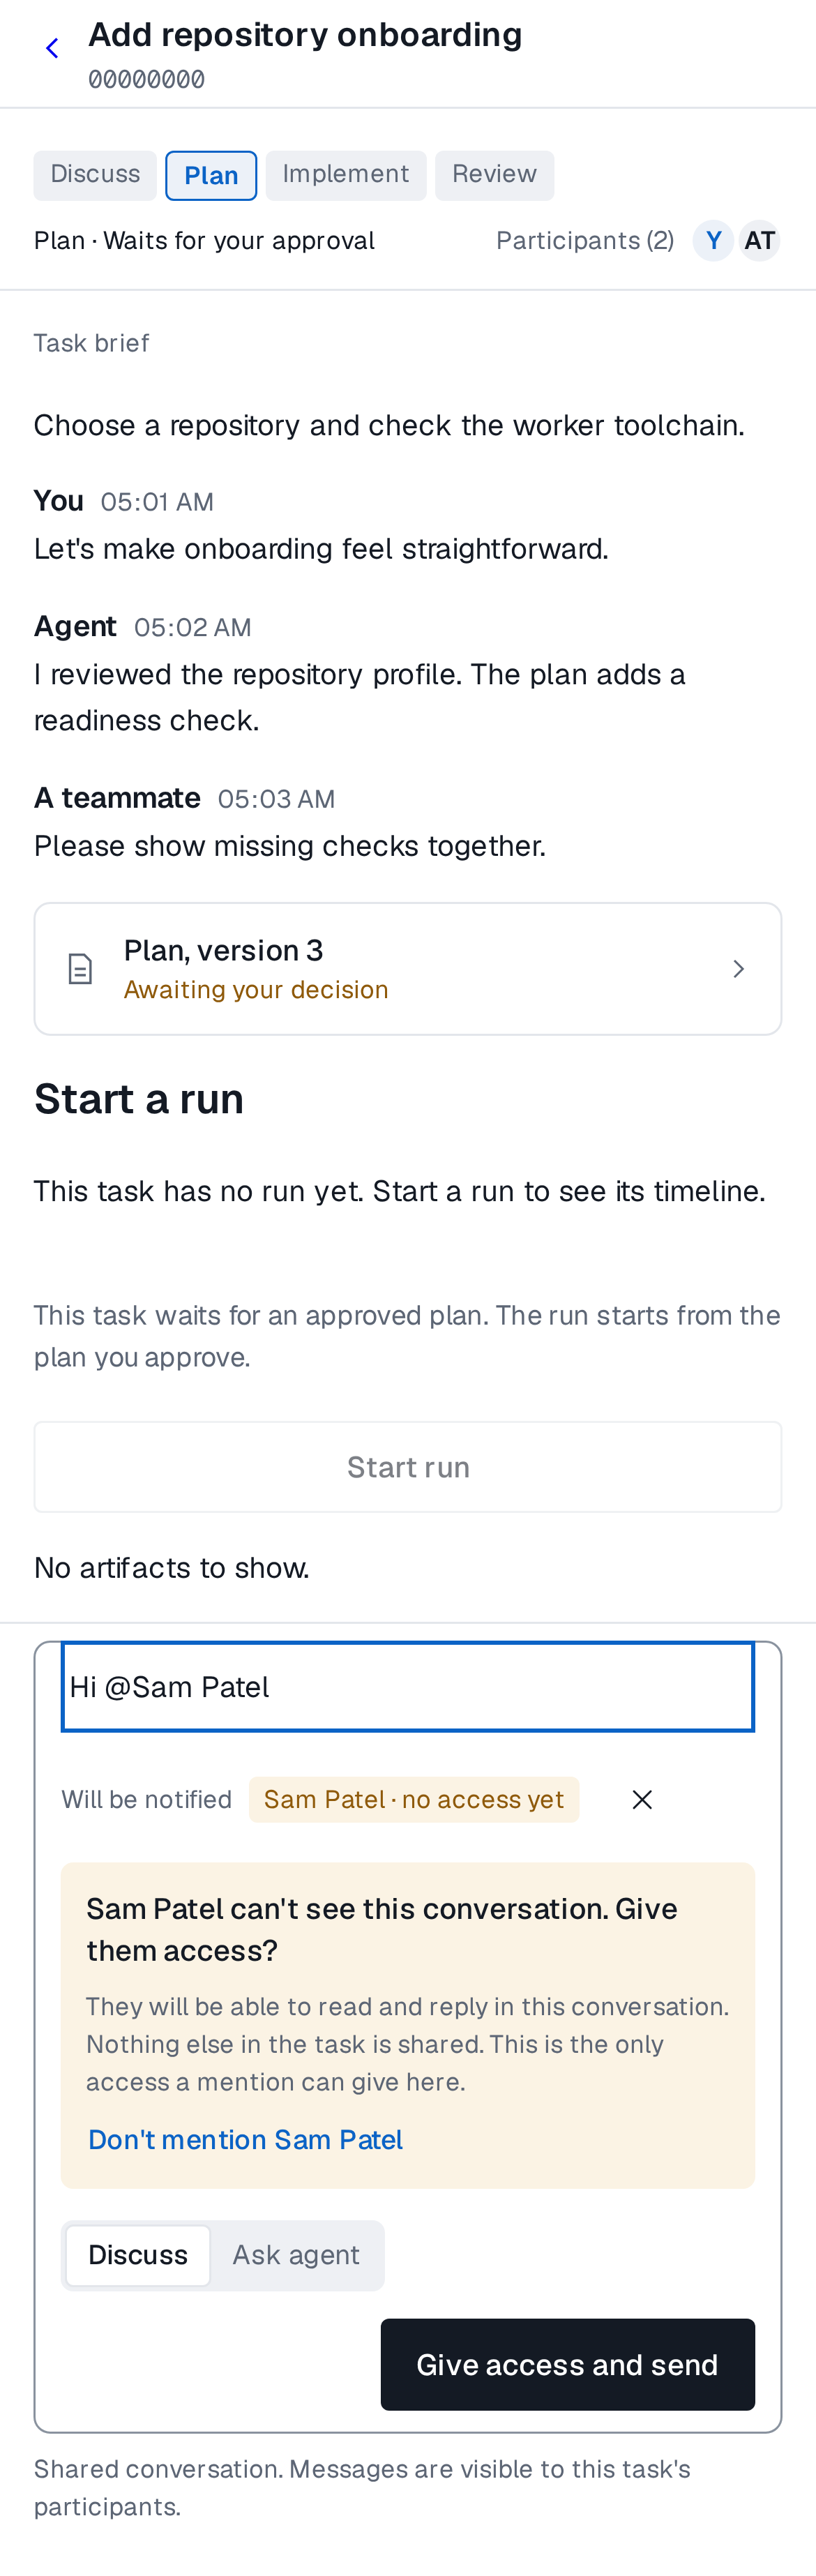 Add repository onboarding
00000000
Discuss
Plan
Implement
Review
Plan · Waits for your approval
Participants (2)
Y
AT
Task brief
Choose a repository and check the worker toolchain.
You 05:01 AM
Let's make onboarding feel straightforward.
Agent 05:02 AM
I reviewed the repository profile. The plan adds a
readiness check.
A teammate 05:03 AM
Please show missing checks together.
Plan, version 3
Awaiting your decision
Start a run
This task has no run yet. Start a run to see its timeline.
This task waits for an approved plan. The run starts from the
plan you approve.
Start run
No artifacts to show.
Hi @Sam Patel
Will be notified
Sam Patel · no access yet
Sam Patel can't see this conversation. Give
them access?
They will be able to read and reply in this conversation.
Nothing else in the task is shared. This is the only
access a mention can give here.
Don't mention Sam Patel
Discuss
Ask agent
Give access and send
Shared conversation. Messages are visible to this task's
participants.